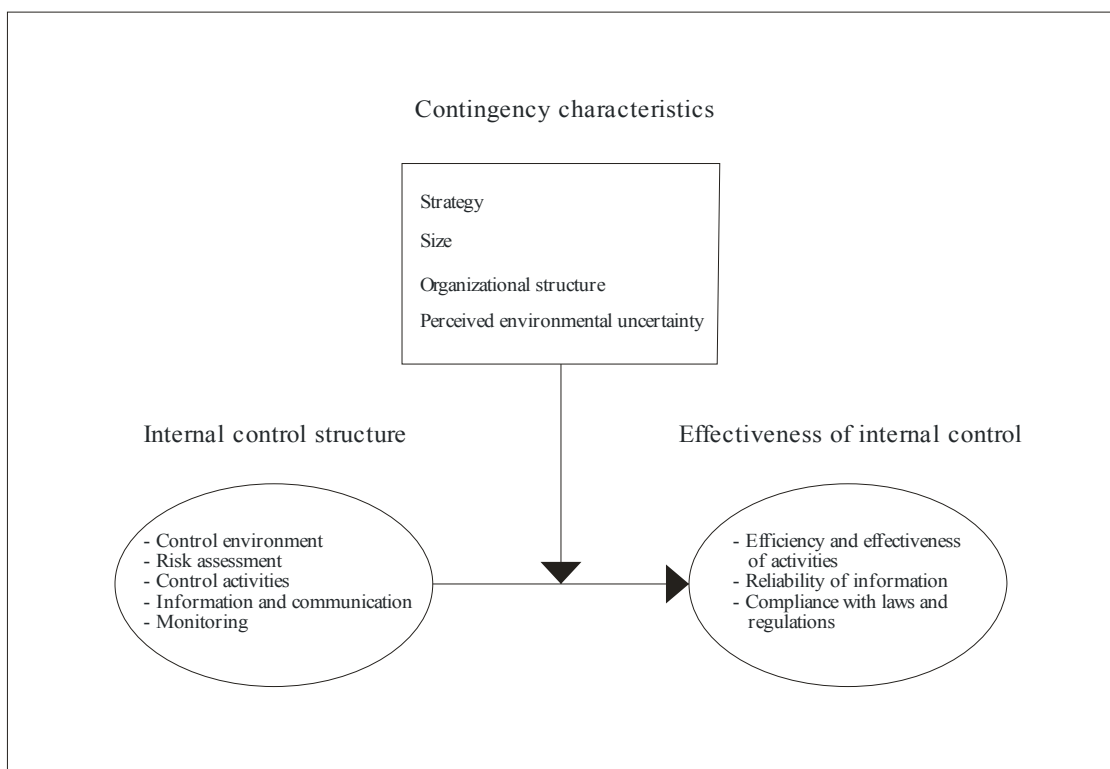 Contingency characteristics
Strategy
Size
Organizational structure
Perceived environmental uncertainty
Internal control structure
- Control environment
- Risk assessment
- Control activities
- Information and communication
- Monitoring
Effectiveness of internal control
- Efficiency and effectiveness
of activities
- Reliability of information
- Compliance with laws and
regulations